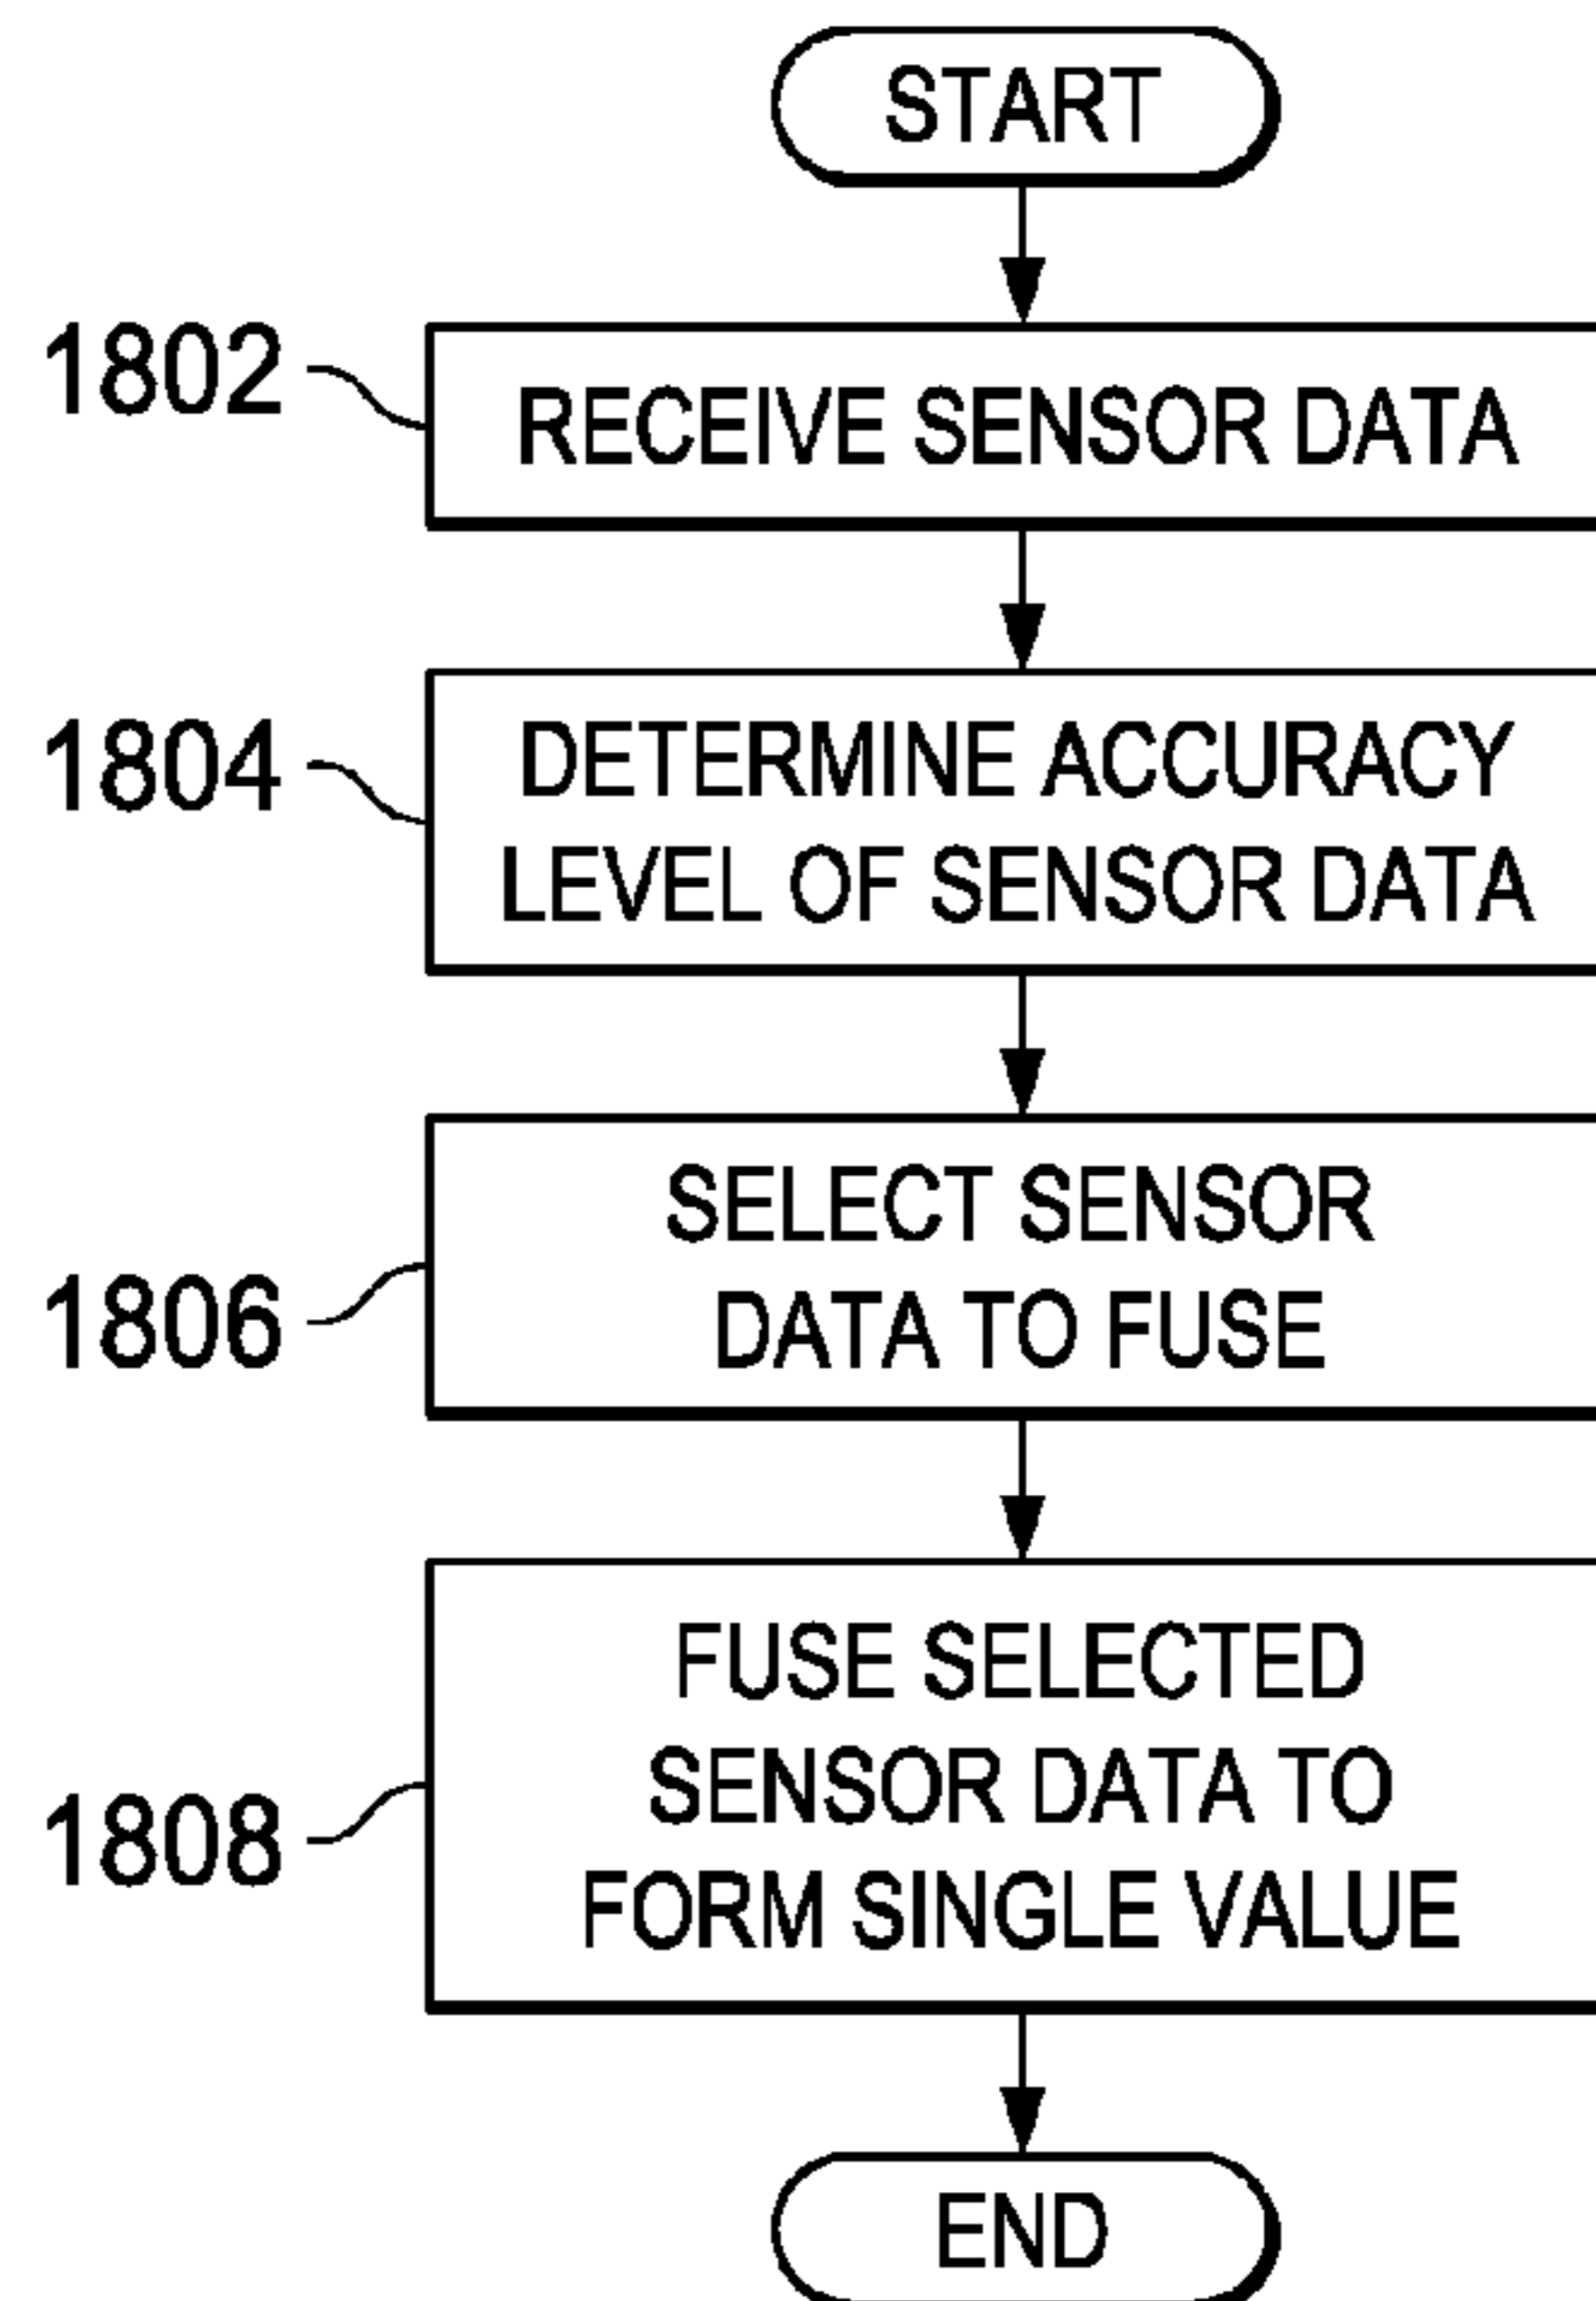 START
1802
RECEIVE SENSOR DATA
1804
DETERMINE ACCURACY
LEVEL OF SENSOR DATA
1806
SELECT SENSOR
DATA TO FUSE
1808
FUSE SELECTED
SENSOR DATA TO
FORM SINGLE VALUE
END